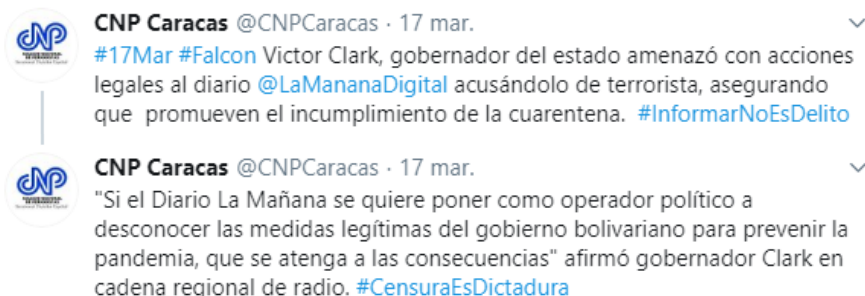 CNP Caracas @CNPCaracas · 17 mar.
#17Mar #Falcon Victor Clark, gobernador del estado amenazó con acciones
legales al diario @LaMananaDigital acusándolo de terrorista, asegurando
que promueven el incumplimiento de la cuarentena. #InformarNoEsDelito
CNP Caracas @CNPCaracas · 17 mar.
"Si el Diario La Mañana se quiere poner como operador político a
desconocer las medidas legítimas del gobierno bolivariano para prevenir la
pandemia, que se atenga a las consecuencias" afirmó gobernador Clark en
cadena regional de radio. #CensuraEsDictadura